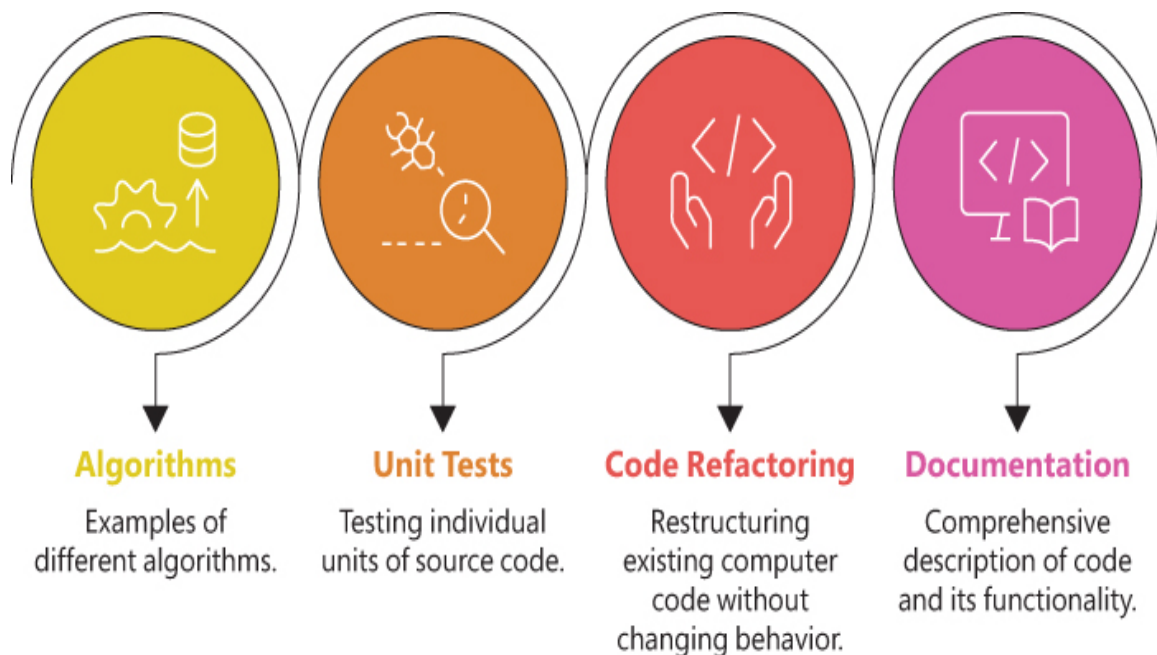 Algorithms
Examples of
different algorithms.
Unit Tests
Testing individual
units of source code.
Code Refactoring
Restructuring
existing computer
code without
changing behavior.
Documentation
Comprehensive
description of code
and its functionality.